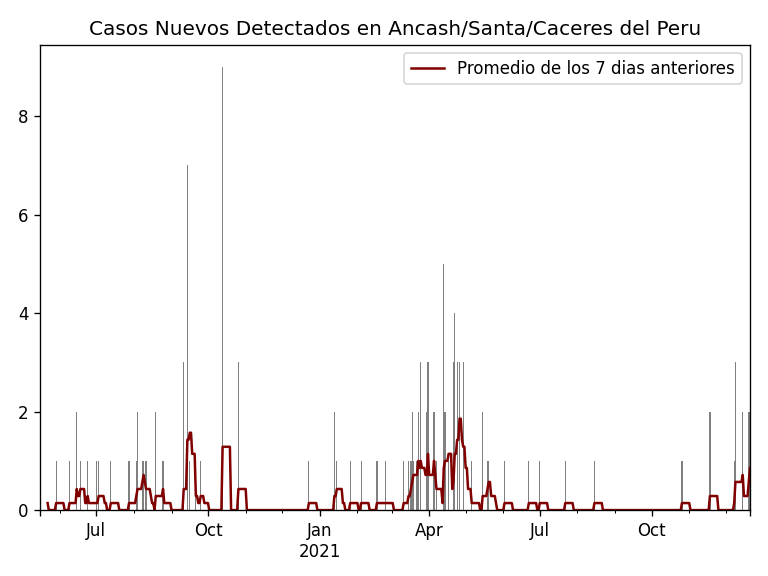 Casos Nuevos Detectados en Ancash/Santa/Caceres del Peru
Promedio de los 7 dias anteriores
8
6
4
2
0
Jul
Oct
Jan
2021
Apr
Jul
Oct